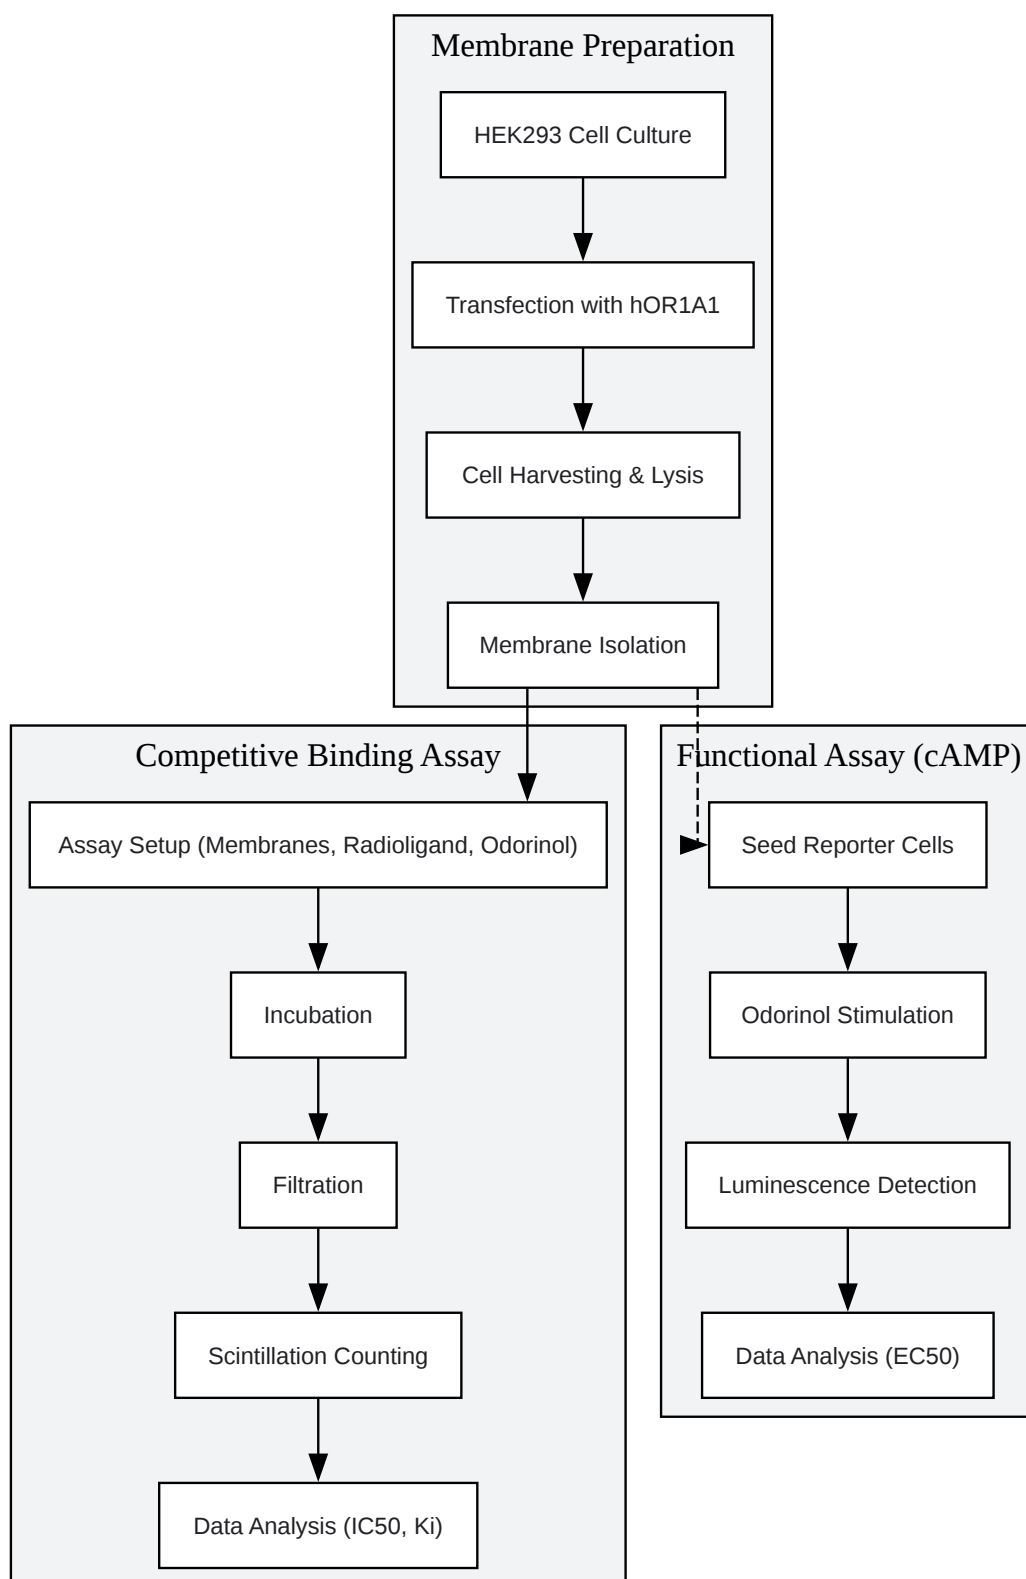 Membrane Preparation
HEK293 Cell Culture
Transfection with hOR1A1
Cell Harvesting & Lysis
Membrane Isolation
Competitive Binding Assay
Assay Setup (Membranes, Radioligand, Odorinol)
Incubation
Filtration
Scintillation Counting
Data Analysis (IC50, Ki)
Functional Assay (cAMP)
Seed Reporter Cells
Odorinol Stimulation
Luminescence Detection
Data Analysis (EC50)